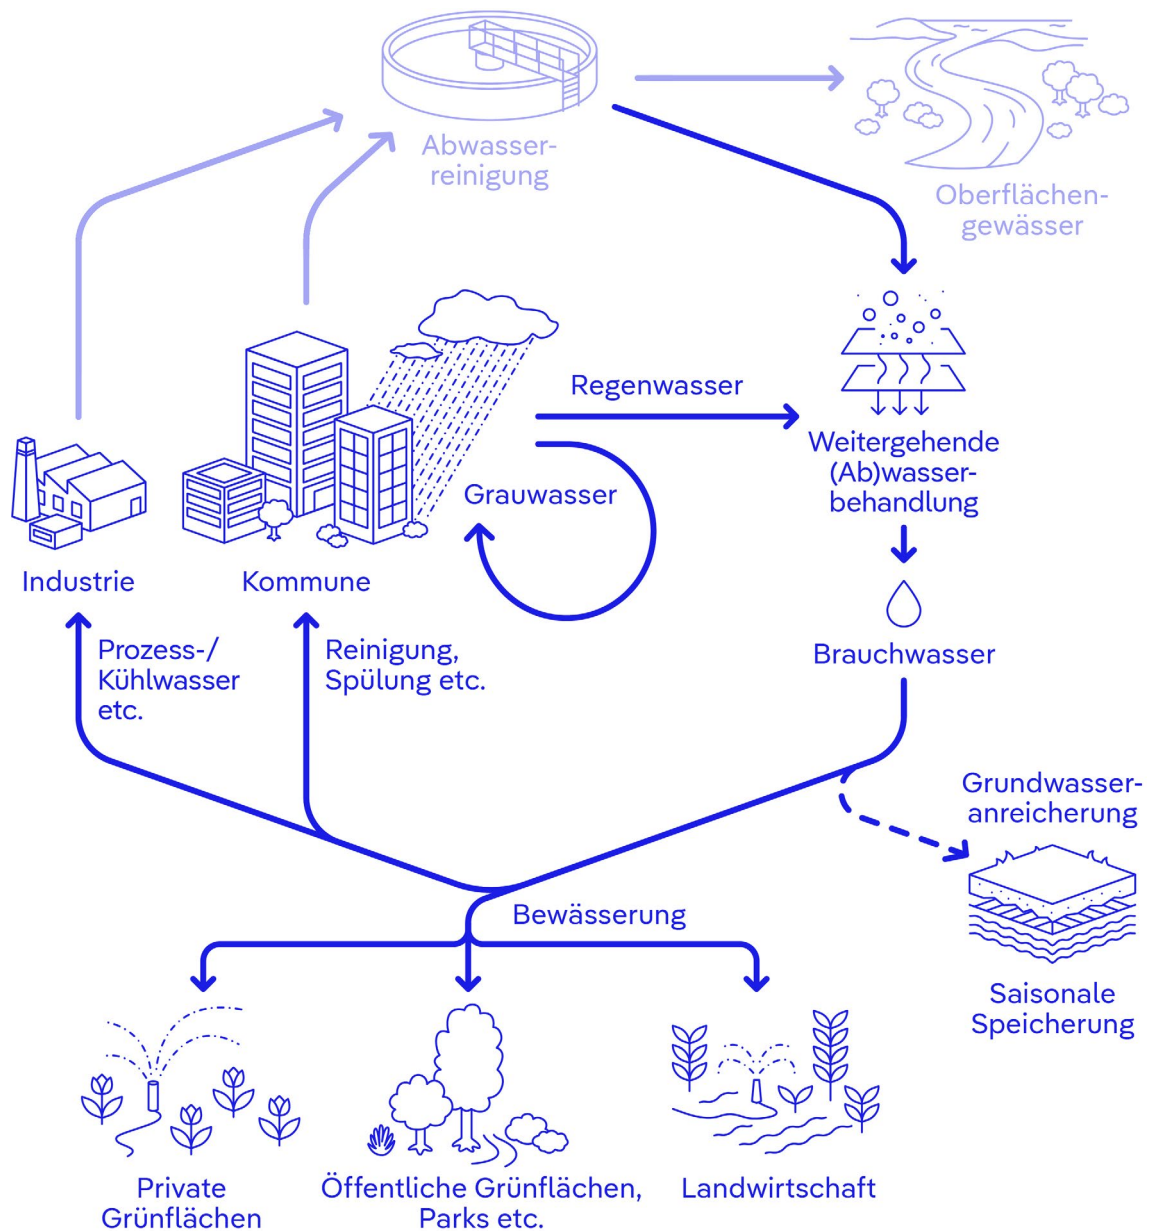 Abwasser-
reinigung
Oberflächen-
gewässer
Regenwasser
Grauwasser
Weitergehende
(Ab)wasser-
behandlung
Industrie
Kommune
Prozess-/
Kühlwasser
etc.
Reinigung,
Spülung etc.
Brauchwasser
Grundwasser-
anreicherung
Bewässerung
Saisonale
Speicherung
Private
Grünflächen
Öffentliche Grünflächen,
Parks etc.
Landwirtschaft